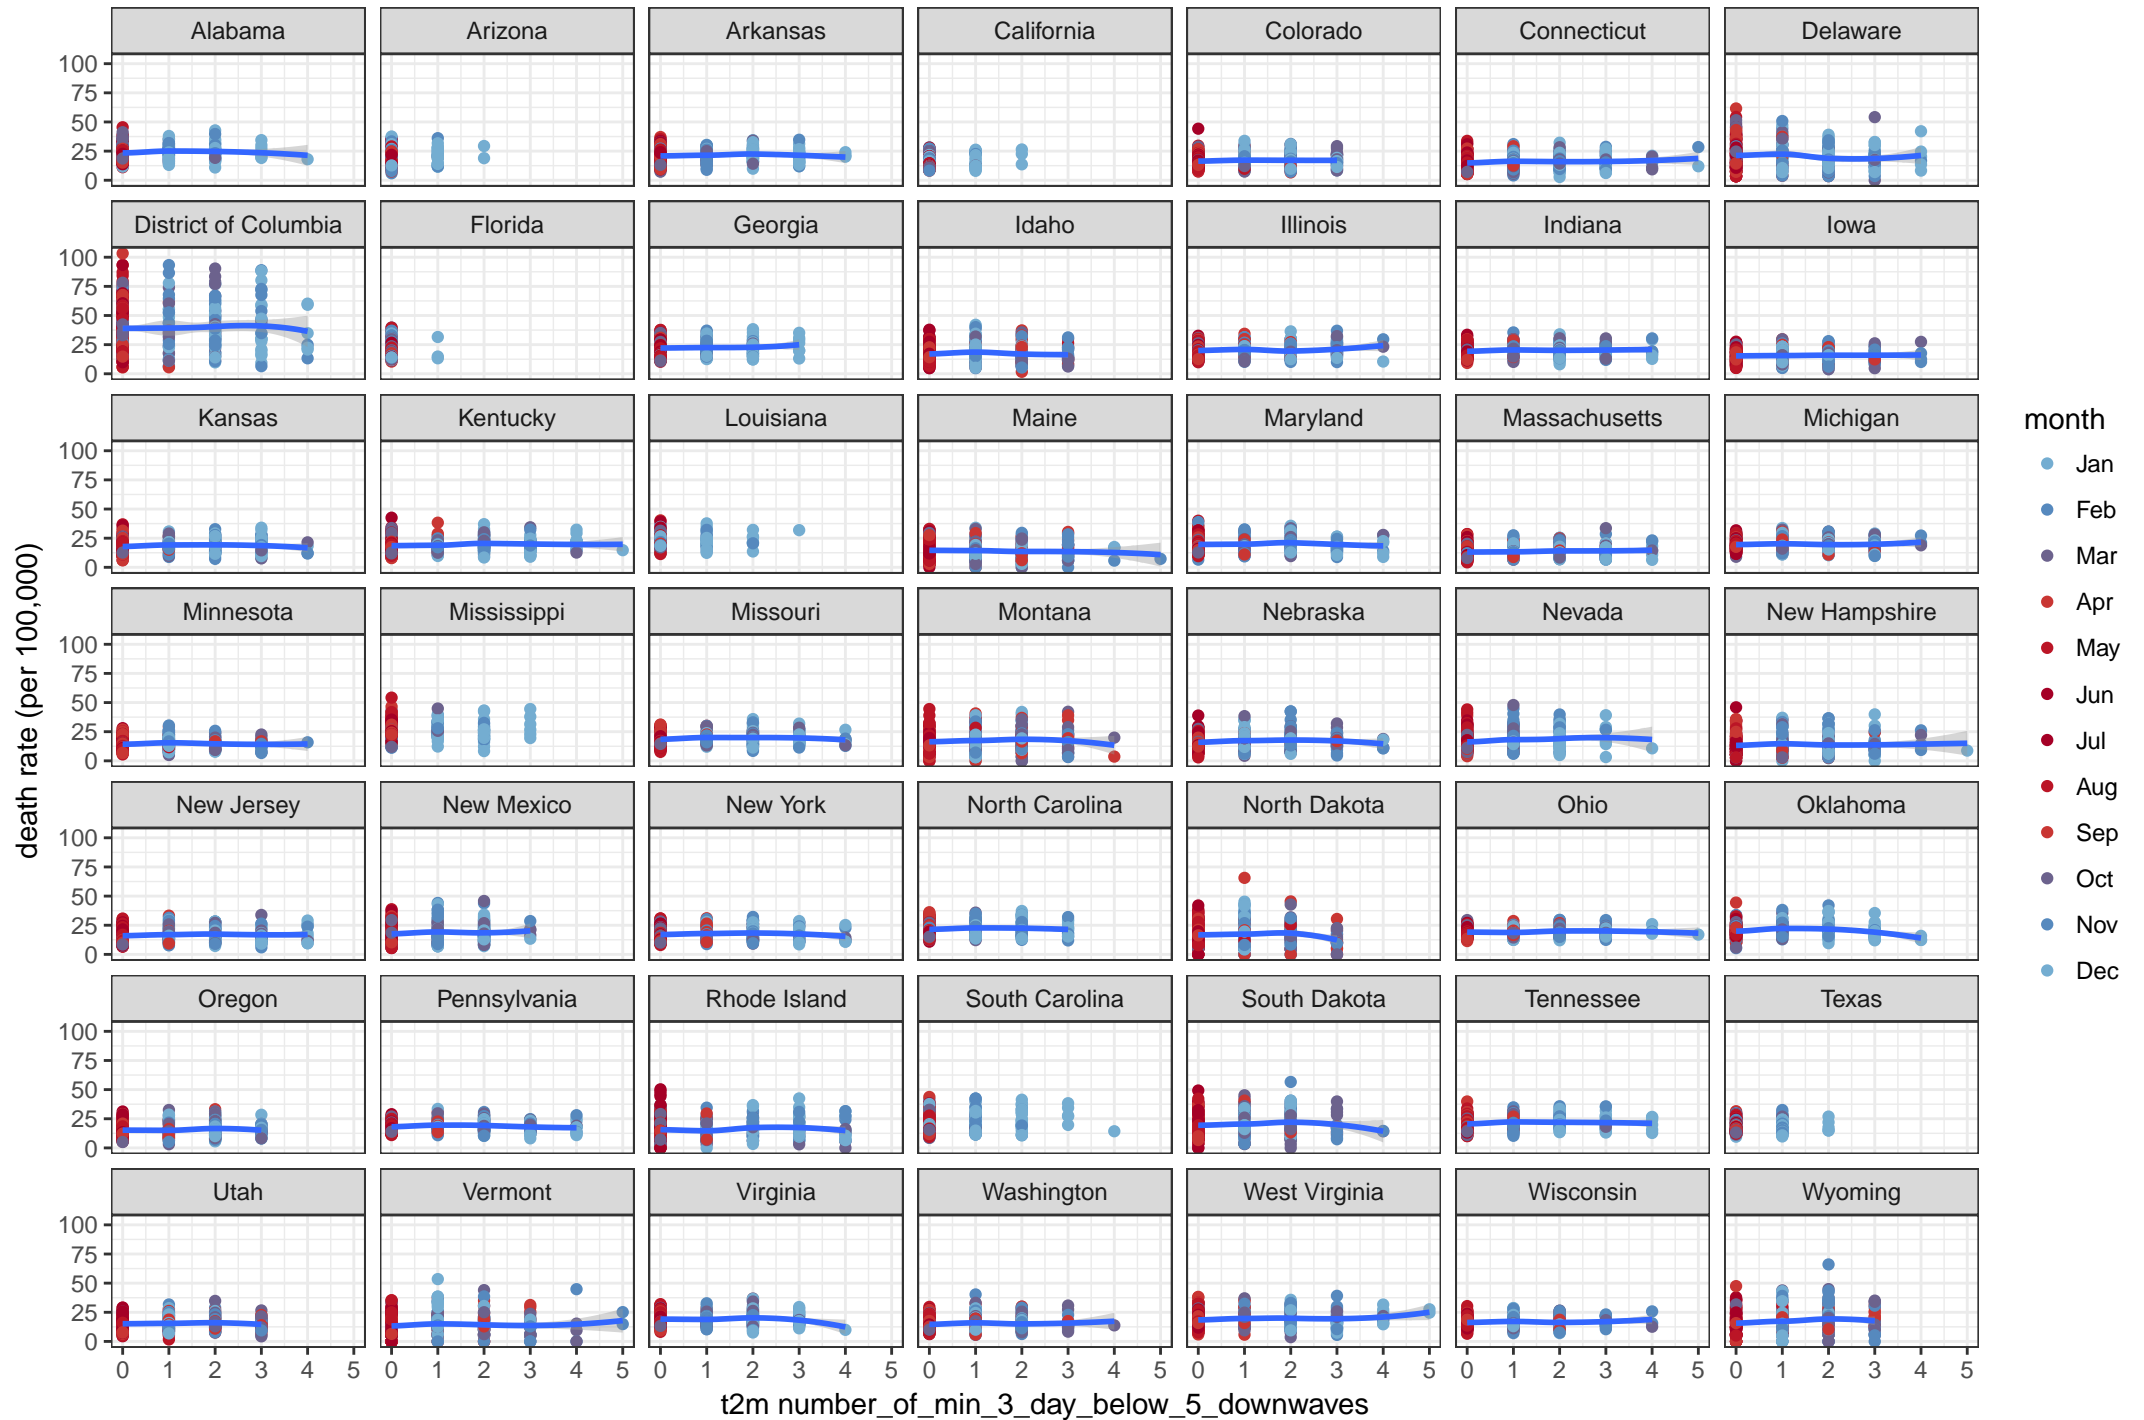 Alabama Arizona Arkansas California Colorado Connecticut Delaware
100
75
50
25
0
District of Columbia Florida Georgia Idaho Illinois Indiana Iowa
100
75
50
25
0
Kansas Kentucky Louisiana Maine Maryland Massachusetts Michigan
100
75
50
25
0
Minnesota Mississippi Missouri Montana Nebraska Nevada New Hampshire
100
75
50
25
0
New Jersey New Mexico New York North Carolina North Dakota Ohio Oklahoma
100
75
50
25
0
Oregon Pennsylvania Rhode Island South Carolina South Dakota Tennessee Texas
100
75
50
25
0
Utah Vermont Virginia Washington West Virginia Wisconsin Wyoming
100
75
50
25
0
0 1 2 3 4 5 0 1 2 3 4 5 0 1 2 3 4 5 0 1 2 3 4 5 0 1 2 3 4 5 0 1 2 3 4 5 0 1 2 3 4 5
t2m number_of_min_3_day_below_5_downwaves
death rate (per 100,000)
month
Jan
Feb
Mar
Apr
May
Jun
Jul
Aug
Sep
Oct
Nov
Dec